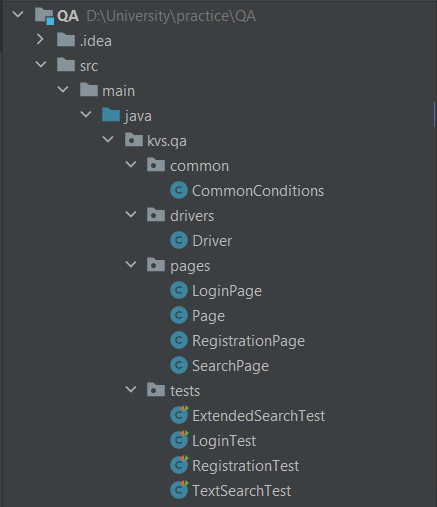 QA D:\University\practice\QA
.idea
src
main
java
kvs.qa
common
CommonConditions
drivers
Driver
pages
LoginPage
Page
RegistrationPage
SearchPage
tests
ExtendedSearchTest
LoginTest
RegistrationTest
TextSearchTest